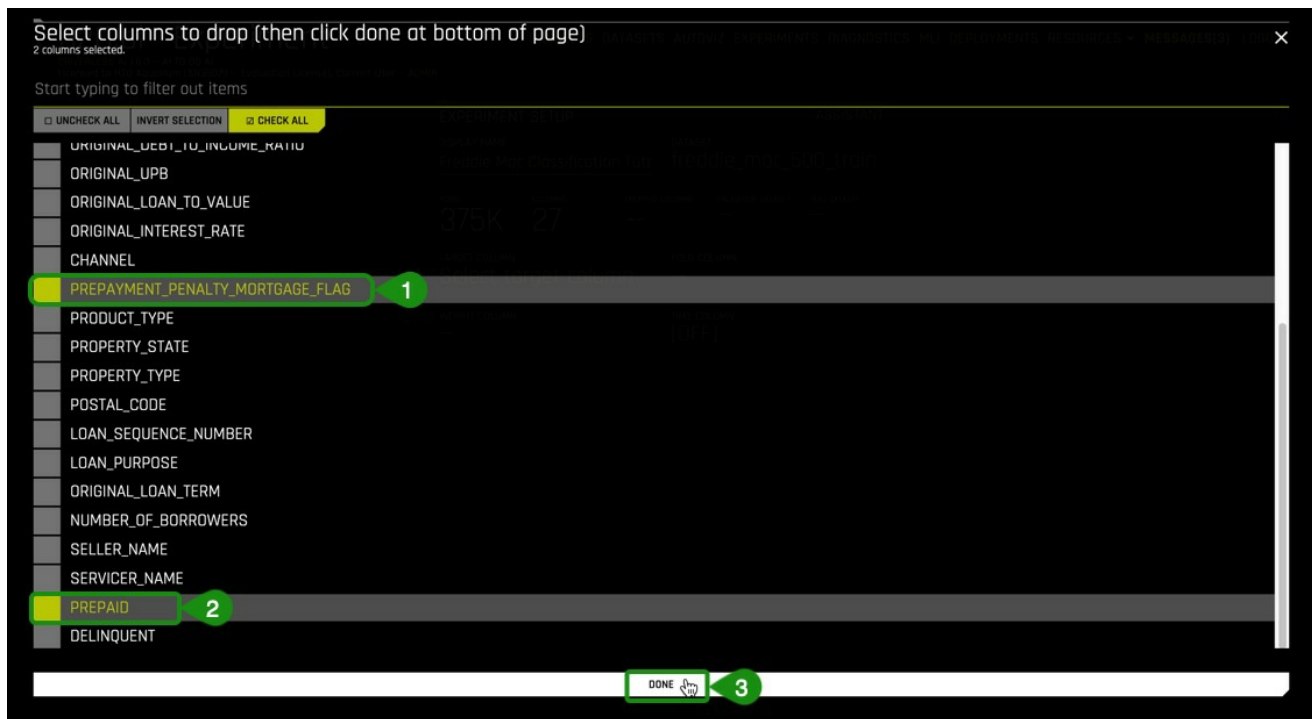 Select columns to drop (then click done at bottom of page)
2 columns selected.
Start typing to filter out items
UNCHECK ALL INVERT SELECTION CHECK ALL
ORIGINAL_DEBT_TO_INCOME_RATIO
ORIGINAL_UPB
ORIGINAL_LOAN_TO_VALUE
ORIGINAL_INTEREST_RATE
CHANNEL
PREPAYMENT_PENALTY_MORTGAGE_FLAG 1
PRODUCT_TYPE
PROPERTY_STATE
PROPERTY_TYPE
POSTAL_CODE
LOAN_SEQUENCE_NUMBER
LOAN_PURPOSE
ORIGINAL_LOAN_TERM
NUMBER_OF_BORROWERS
SELLER_NAME
SERVICER_NAME
PREPAID 2
DELINQUENT
DONE 3